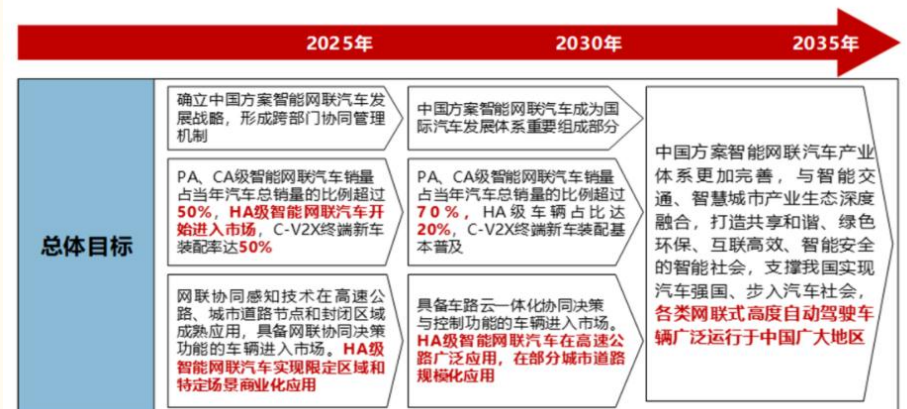 2025年
2030年
2035年
总体目标
确立中国方案智能网联汽车发
展战略，形成跨部门协同管理
机制
中国方案智能网联汽车成为国
际汽车发展体系重要组成部分
PA、CA级智能网联汽车销量
占当年汽车总销量的比例超过
50%，HA级智能网联汽车开
始进入市场，C-V2X终端新车
装配率达50%
PA、CA级智能网联汽车销量
占当年汽车总销量的比例超过
70%，HA级车辆占比达
20%，C-V2X终端新车装配基
本普及
网联协同感知技术在高速公
路、城市道路节点和封闭区域
成熟应用，具备网联协同决策
功能的车辆进入市场。HA级
智能网联汽车实现限定区域和
特定场景商业化应用
具备车路云一体化协同决策
与控制功能的车辆进入市场。
HA级智能网联汽车在高速公
路广泛应用，在部分城市道路
规模化应用
中国方案智能网联汽车产业
体系更加完善，与智能交
通、智慧城市产业生态深度
融合，打造共享和谐、绿色
环保、互联高效、智能安全
的智能社会，支撑我国实现
汽车强国、步入汽车社会，
各类网联式高度自动驾驶车
辆广泛运行于中国广大地区